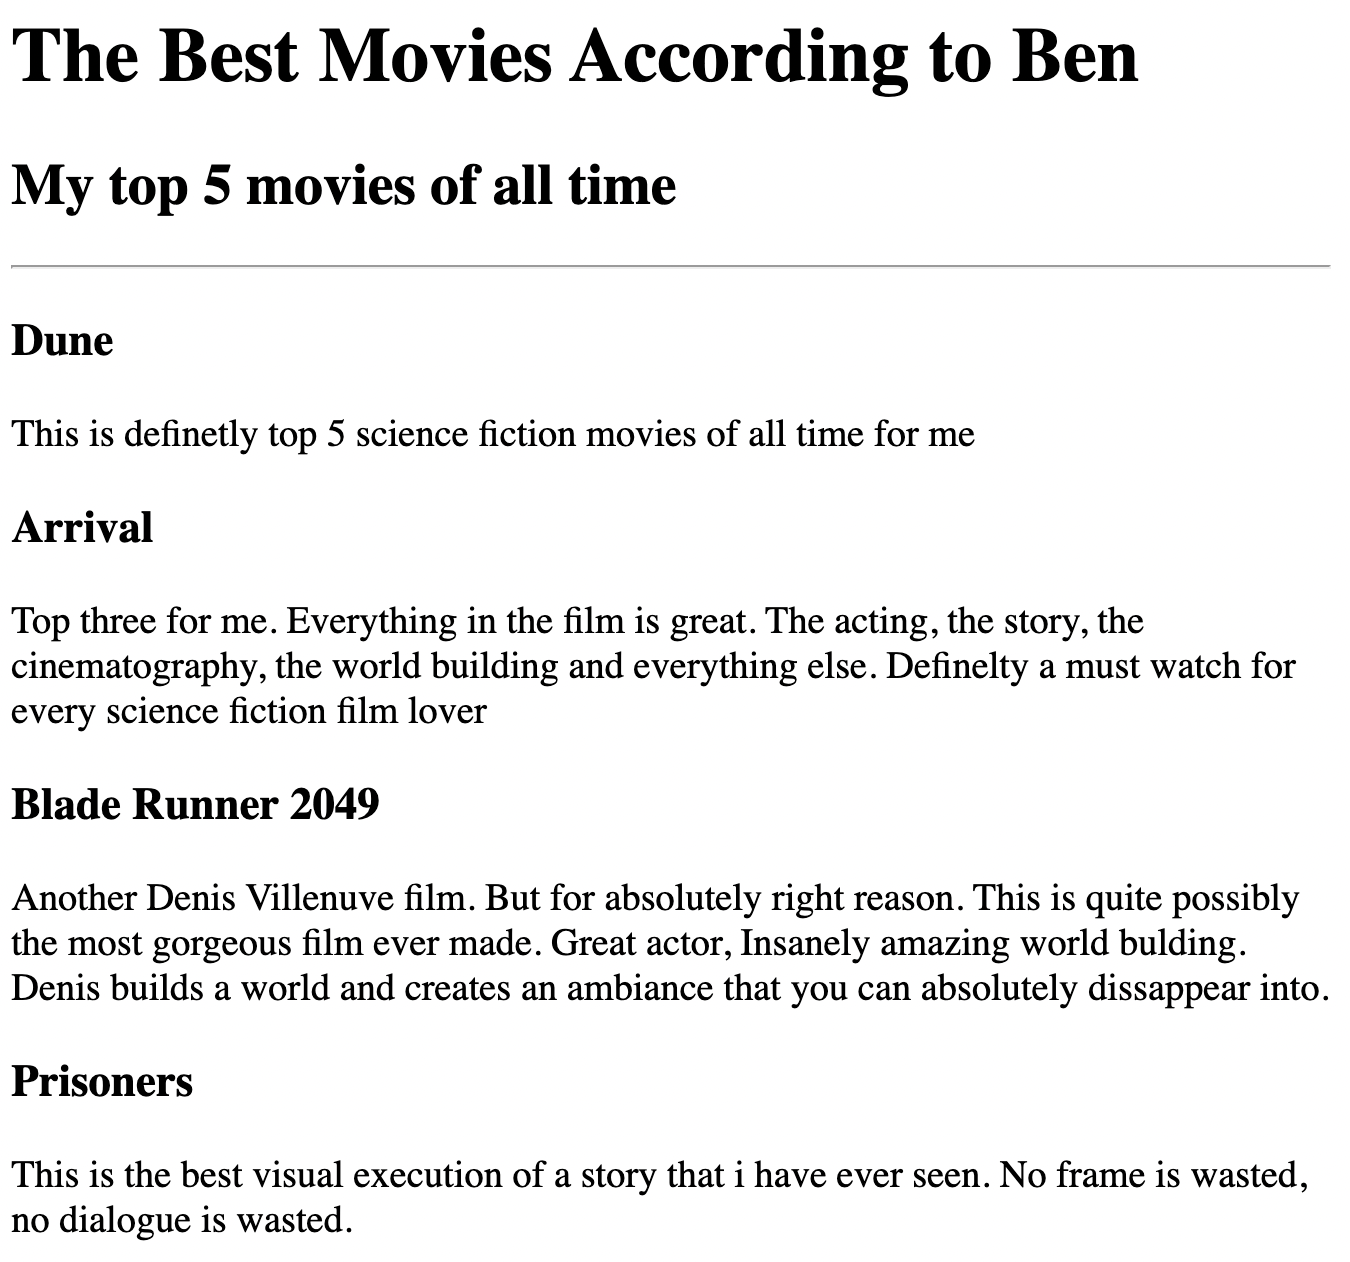 The Best Movies According to Ben
My top 5 movies of all time
Dune
This is definetly top 5 science fiction movies of all time for me
Arrival
Top three for me. Everything in the film is great. The acting, the story, the
cinematography, the world building and everything else. Definelty a must watch for
every science fiction film lover
Blade Runner 2049
Another Denis Villenuve film. But for absolutely right reason. This is quite possibly
the most gorgeous film ever made. Great actor, Insanely amazing world bulding.
Denis builds a world and creates an ambiance that you can absolutely dissappear into.
Prisoners
This is the best visual execution of a story that i have ever seen. No frame is wasted,
no dialogue is wasted.